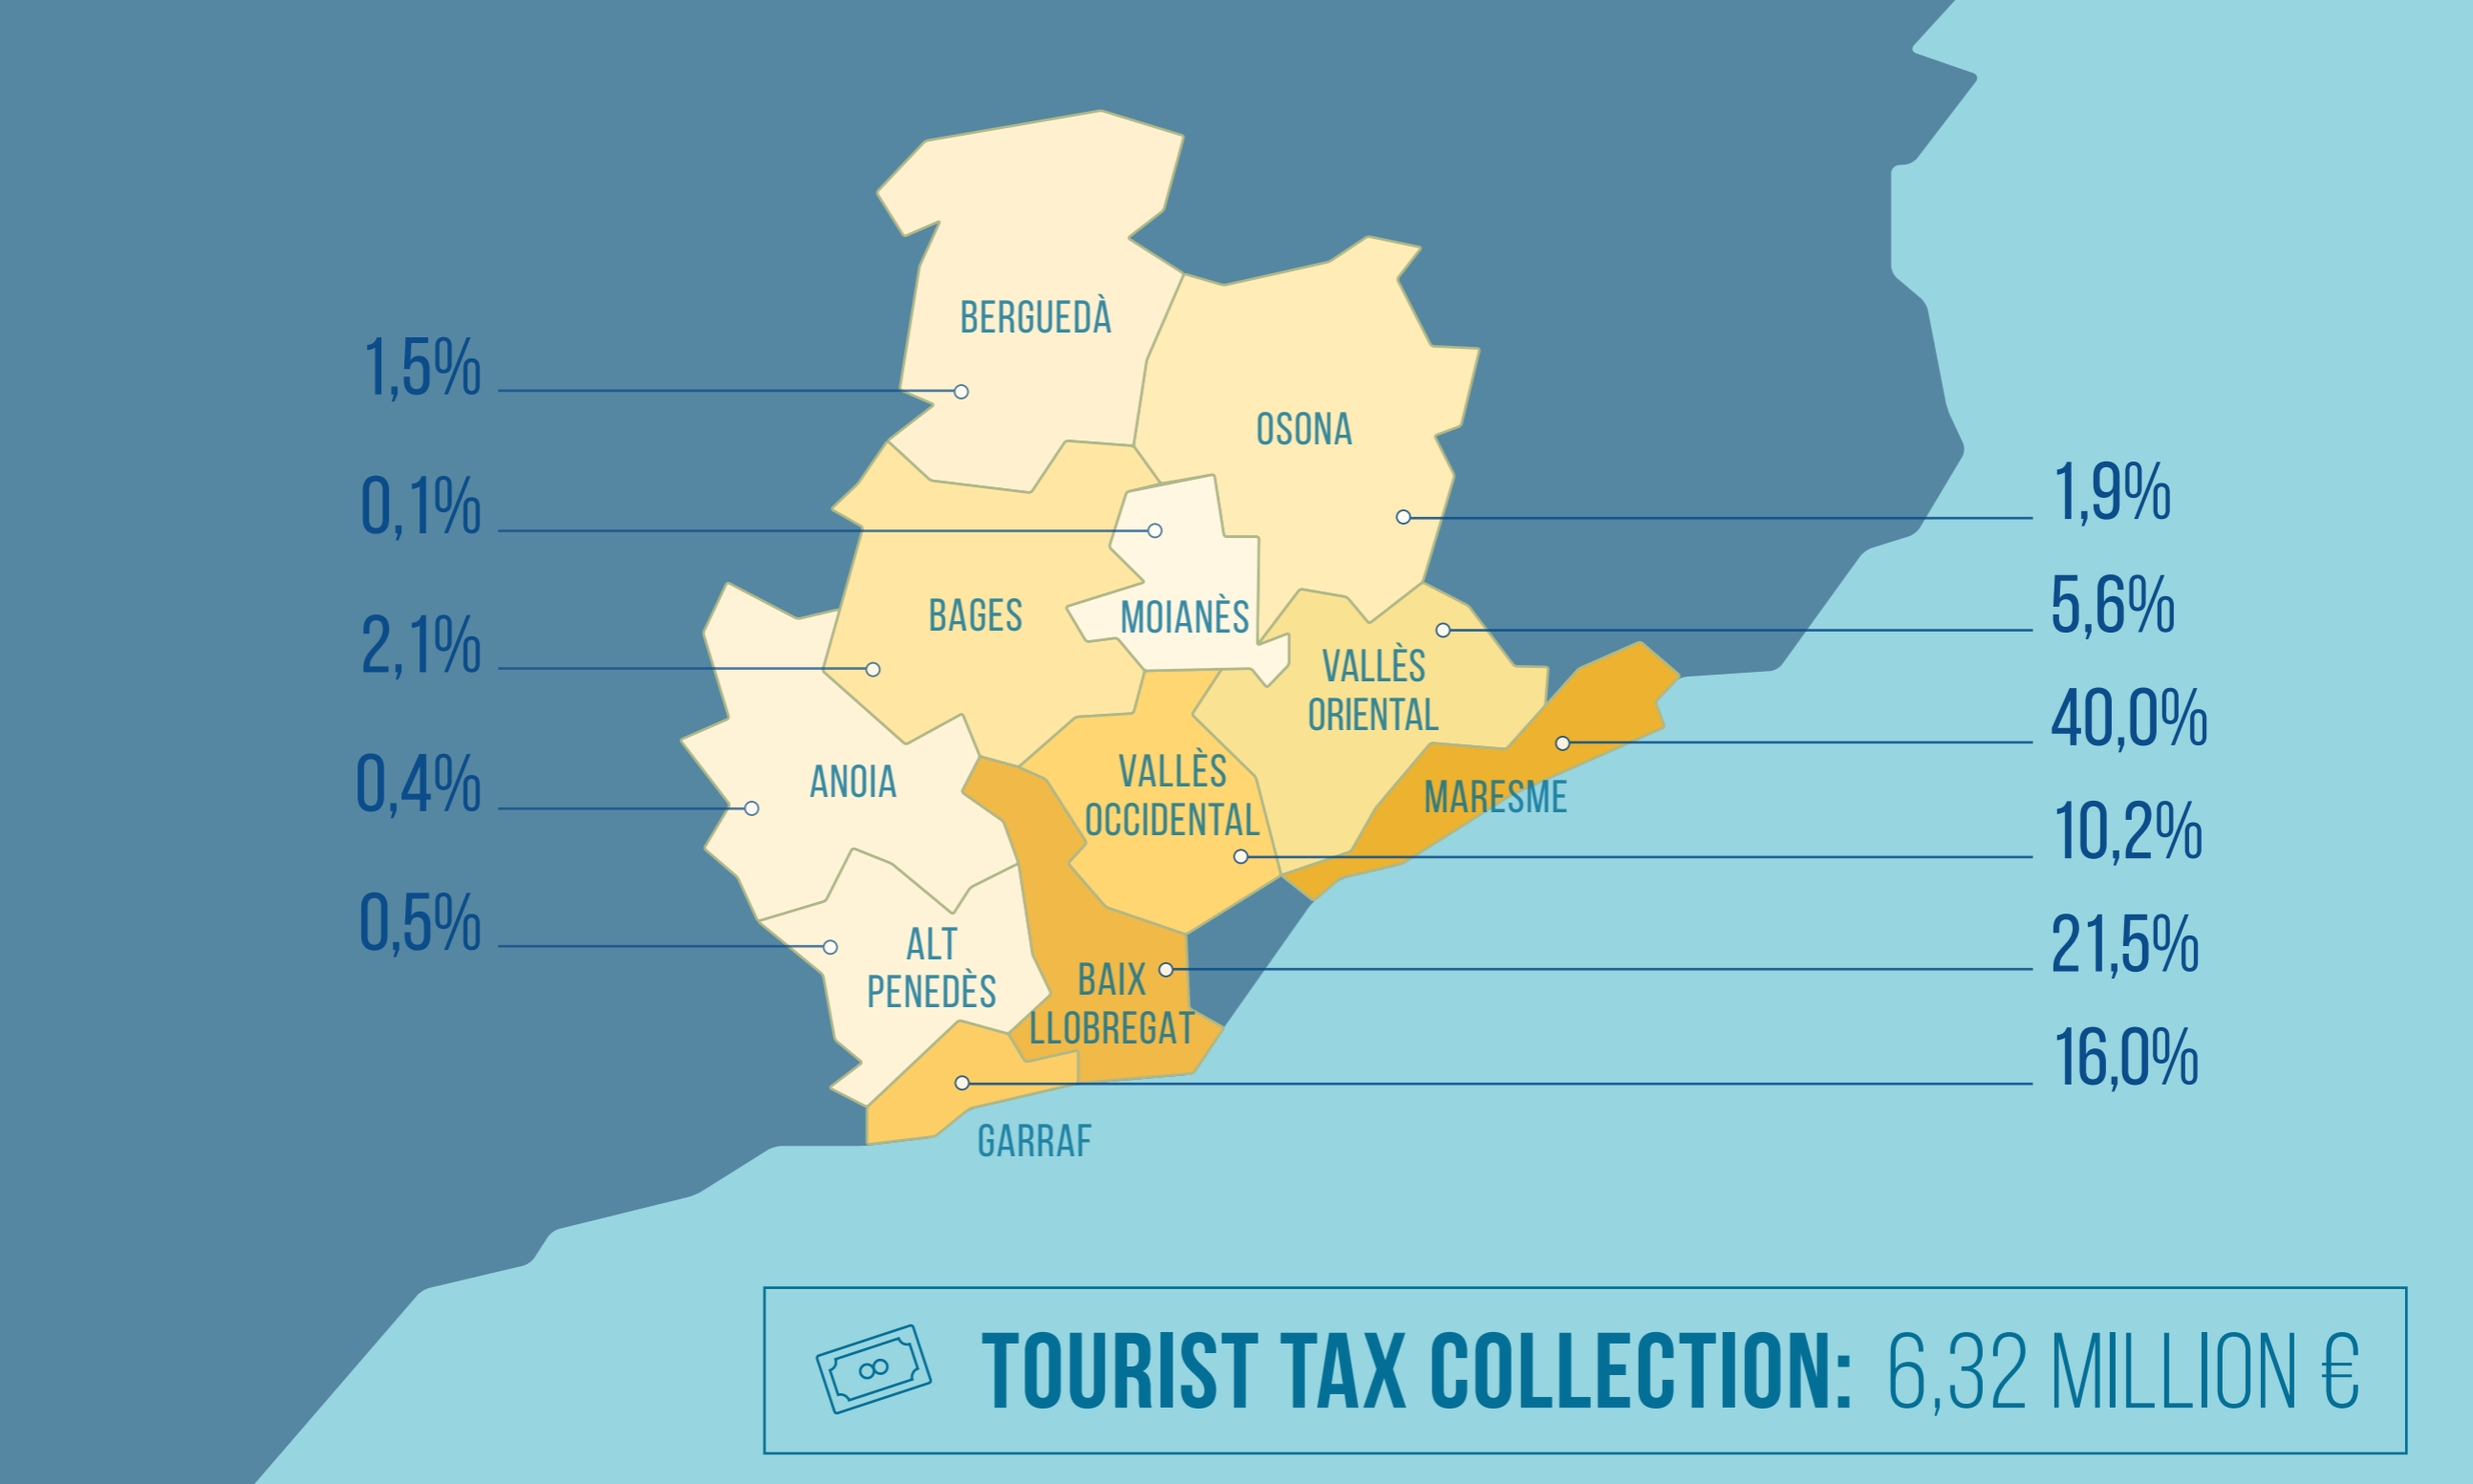 BERGUEDÀ
OSONA
BAGES
MOIANÈS
VALLÈS
ORIENTAL
ANOIA
VALLÈS
OCCIDENTAL
MARESME
ALT
PENEDÈS
BAIX
LLOBREGAT
GARRAF
1,5%
0,1%
2,1%
0,4%
0,5%
1,9%
5,6%
40,0%
10,2%
21,5%
16,0%
TOURIST TAX COLLECTION: 6,32 MILLION €